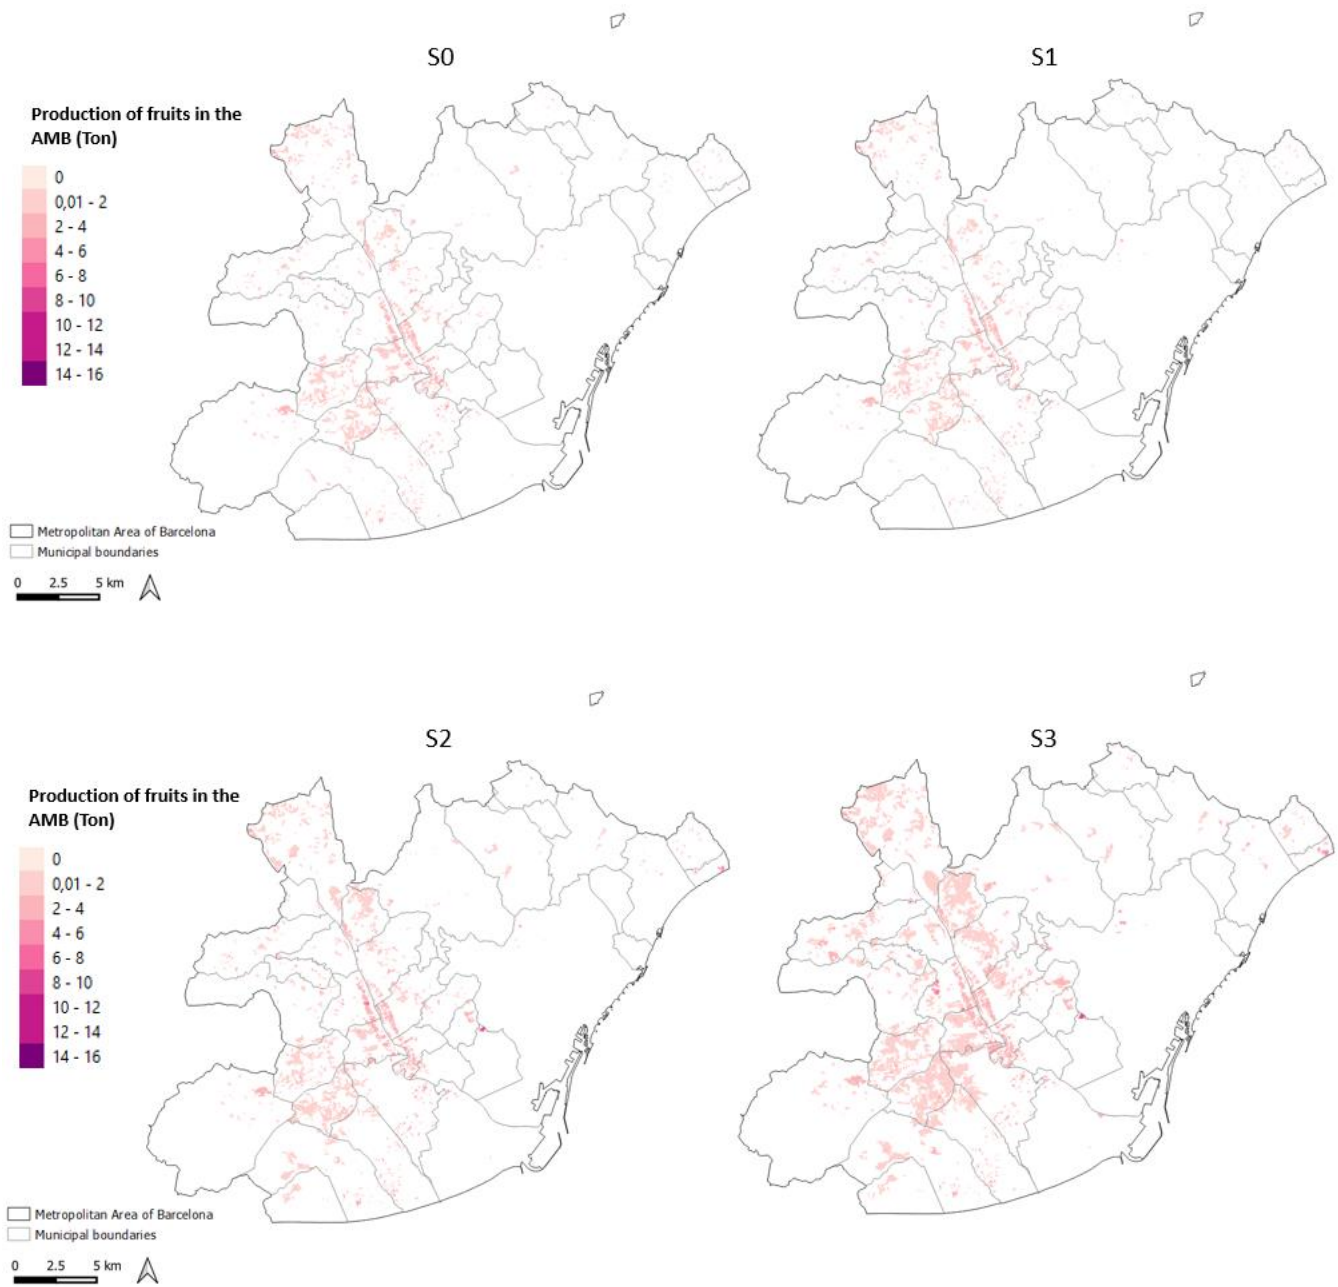 S0
S1
Production of fruits in the
AMB (Ton)
0
0,01 - 2
2 - 4
4 - 6
6 - 8
8 - 10
10 - 12
12 - 14
14 - 16
Metropolitan Area of Barcelona
Municipal boundaries
0 2.5 5 km
S2
S3
Production of fruits in the
AMB (Ton)
0
0,01 - 2
2 - 4
4 - 6
6 - 8
8 - 10
10 - 12
12 - 14
14 - 16
Metropolitan Area of Barcelona
Municipal boundaries
0 2.5 5 km